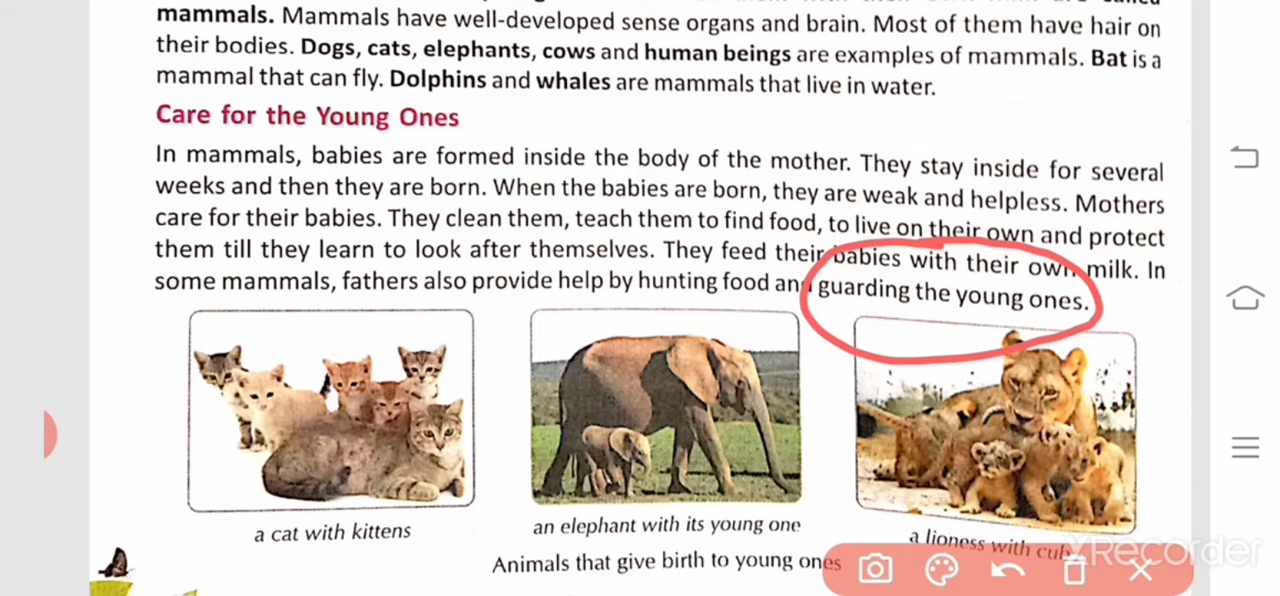 mammals. Mammals have well-developed sense organs and brain. Most of them have hair on
their bodies. Dogs, cats, elephants, cows and human beings are examples of mammals. Bat is a
mammal that can fly. Dolphins and whales are mammals that live in water.
Care for the Young Ones
In mammals, babies are formed inside the body of the mother. They stay inside for several
weeks and then they are born. When the babies are born, they are weak and helpless. Mothers
care for their babies. They clean them, teach them to find food, to live on their own and protect
them till they learn to look after themselves. They feed their babies with their own milk. In
some mammals, fathers also provide help by hunting food and guarding the young ones.
a cat with kittens
an elephant with its young one
a lioness with cubs
Animals that give birth to young ones
XRecorder